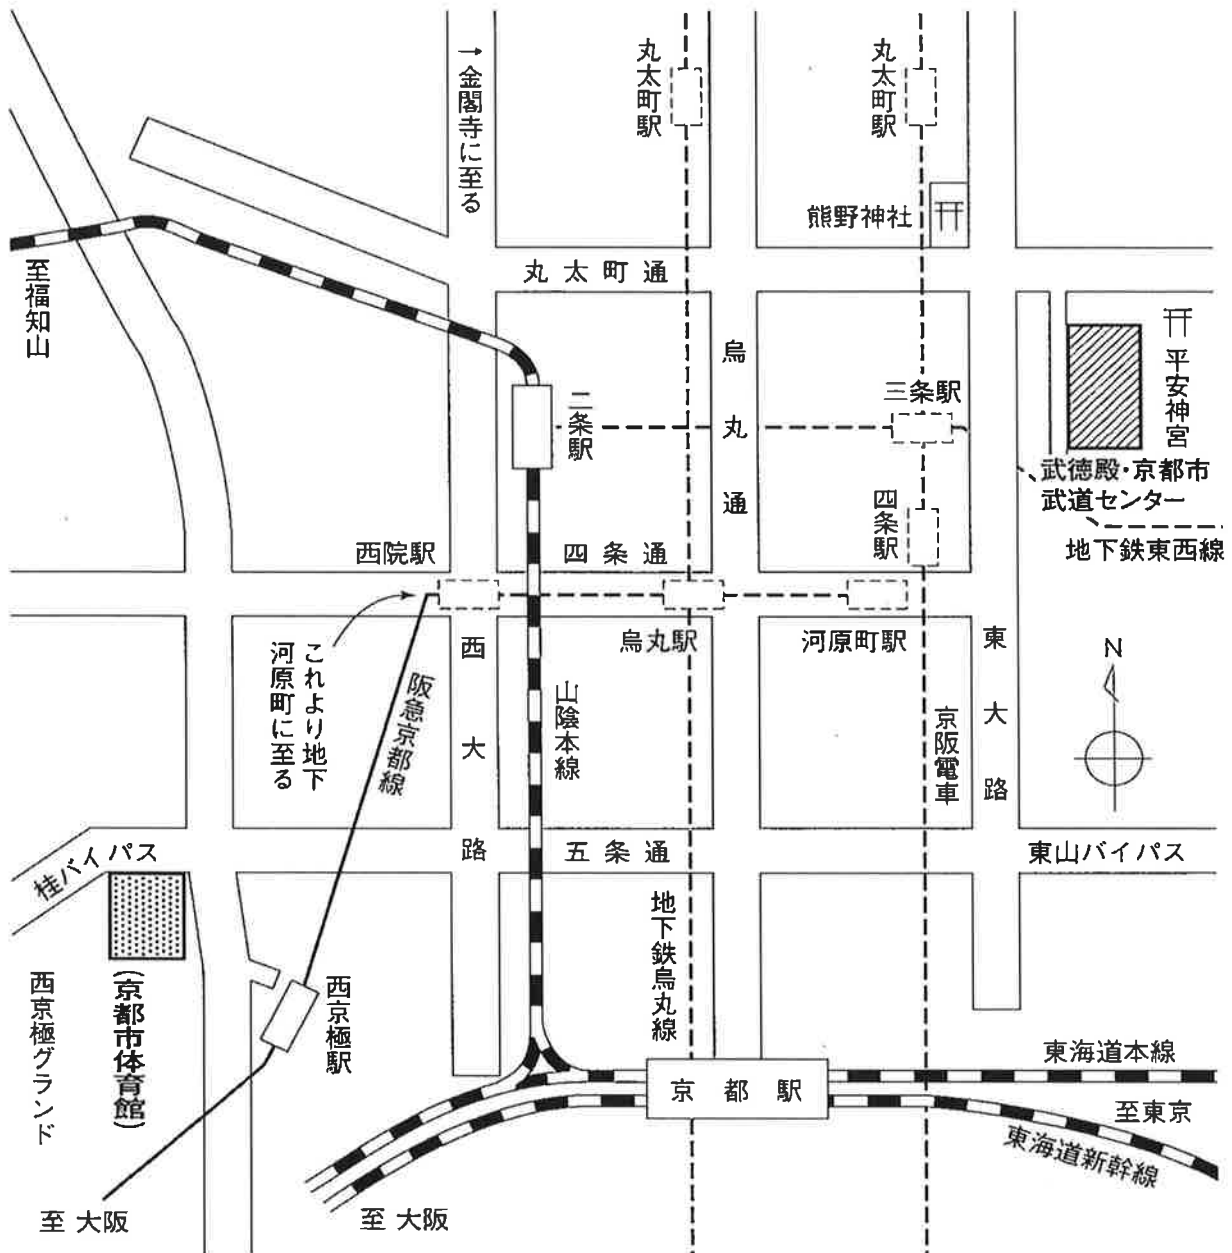 →金閣寺に至る
丸太町駅
丸太町駅
熊野神社
丸太町通
至福知山
烏丸通
二条駅
三条駅
平安神宮
武徳殿・京都市
武道センター
地下鉄東西線
四条駅
西院駅
四条通
烏丸駅
河原町駅
これより地下
河原町に至る
阪急京都線
西大路
山陰本線
京阪電車
東大路
N
桂バイパス
五条通
東山バイパス
地下鉄烏丸線
西京極グランド
(京都市体育館)
西京極駅
京都駅
東海道本線
至東京
東海道新幹線
至 大阪
至 大阪